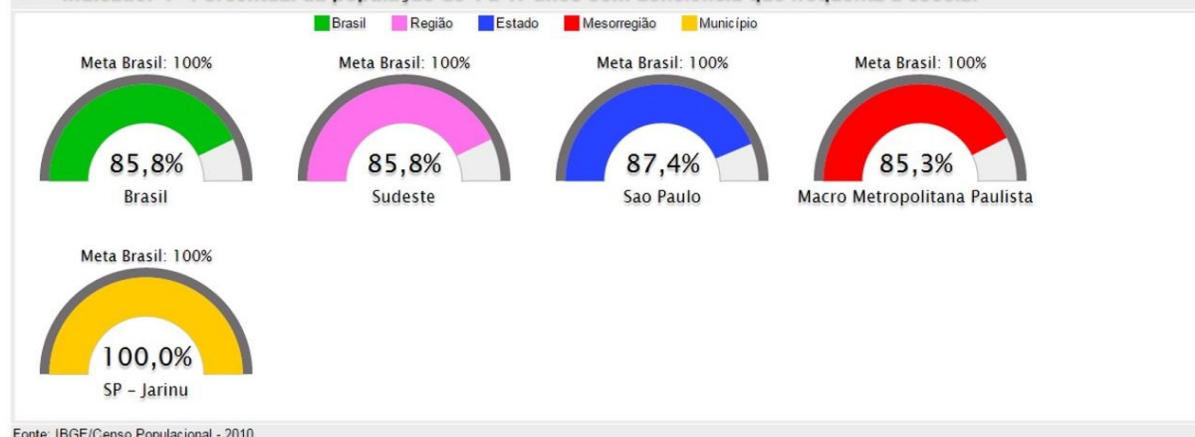 Brasil Região Estado Mesorregião Município
Meta Brasil: 100% Meta Brasil: 100% Meta Brasil: 100% Meta Brasil: 100%
85,8% 85,8% 87,4% 85,3%
Brasil Sudeste Sao Paulo Macro Metropolitana Paulista
Meta Brasil: 100%
100,0%
SP - Jarinu
Fonte: IBGE/Censo Populacional - 2010